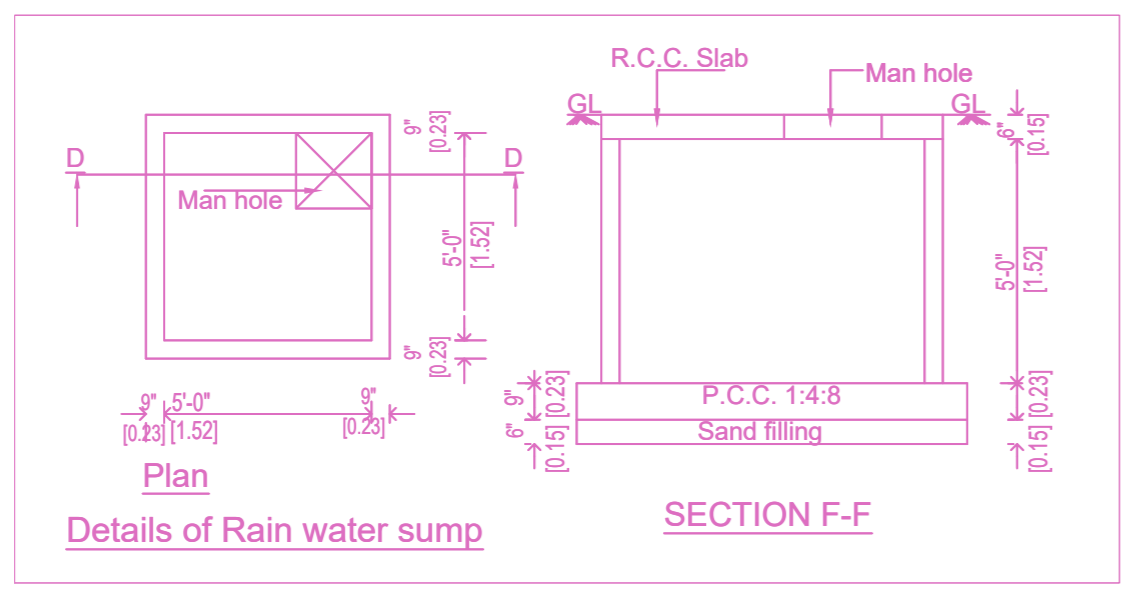 R.C.C. Slab
Man hole
GL
GL
9"
[0.23]
6"
[0.15]
D
D
Man hole
5'-0"
[1.52]
5'-0"
[1.52]
9"
[0.23]
9"
[0.23]
P.C.C. 1:4:8
[0.23]
9"
5'-0"
9"
[0.23]
[1.52]
[0.23]
6"
[0.15]
Sand filling
[0.15]
Plan
Details of Rain water sump
SECTION F-F